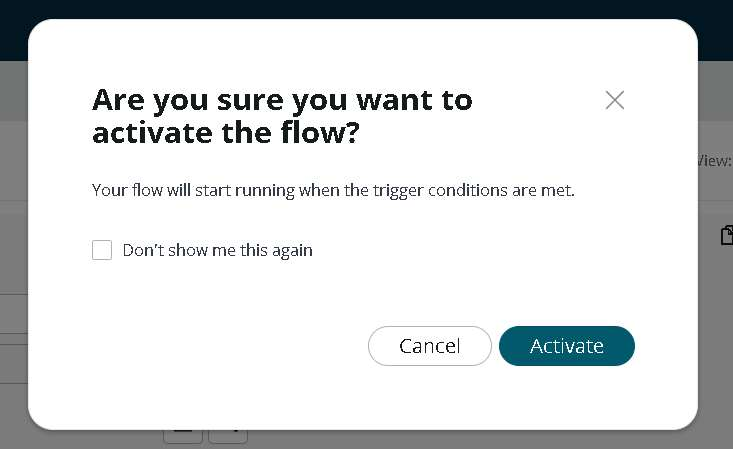 Are you sure you want to
activate the flow?
View:
Your flow will start running when the trigger conditions are met.
Don't show me this again
Cancel
Activate